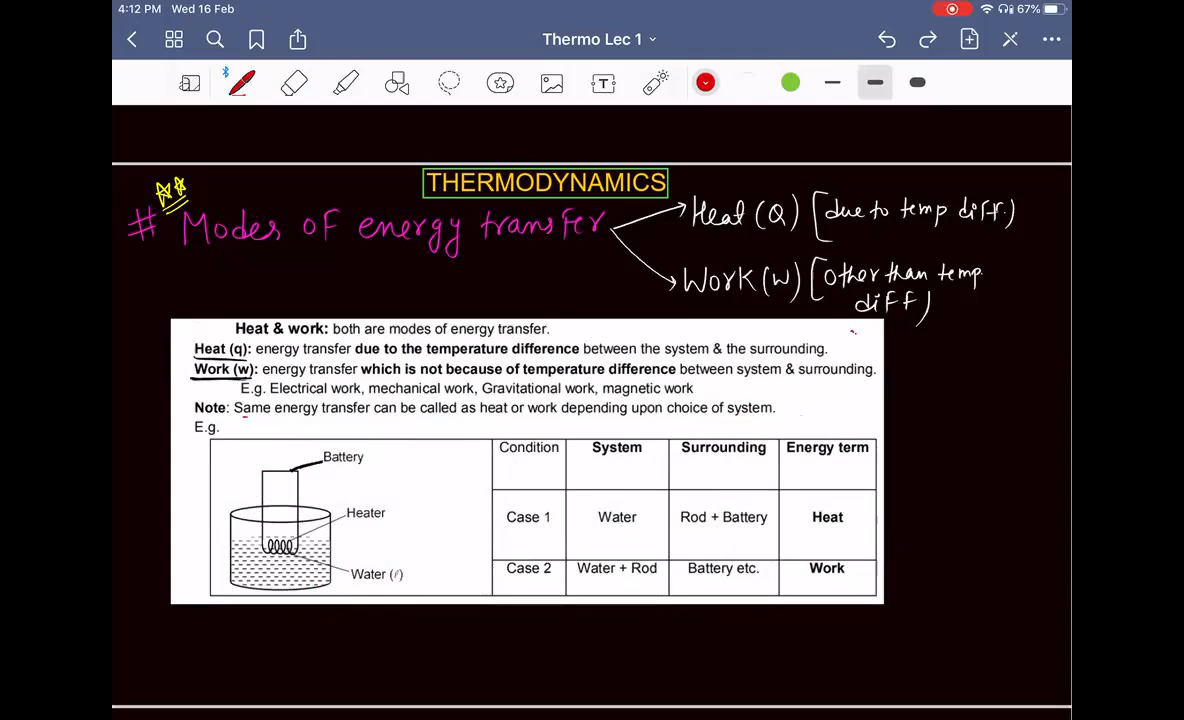 4:12 PM Wed 16 Feb
67%
Thermo Lec 1
T
THERMODYNAMICS
# Modes of energy transfer
Heat (Q) [due to temp diff.)
Work (W) [other than temp.
diff)
Heat & work: both are modes of energy transfer.
Heat (q): energy transfer due to the temperature difference between the system & the surrounding.
Work (w): energy transfer which is not because of temperature difference between system & surrounding.
E.g. Electrical work, mechanical work, Gravitational work, magnetic work
Note: Same energy transfer can be called as heat or work depending upon choice of system.
E.g.
Battery
Heater
Water (ℓ)
Condition System Surrounding Energy term
Case 1 Water Rod + Battery Heat
Case 2 Water + Rod Battery etc. Work